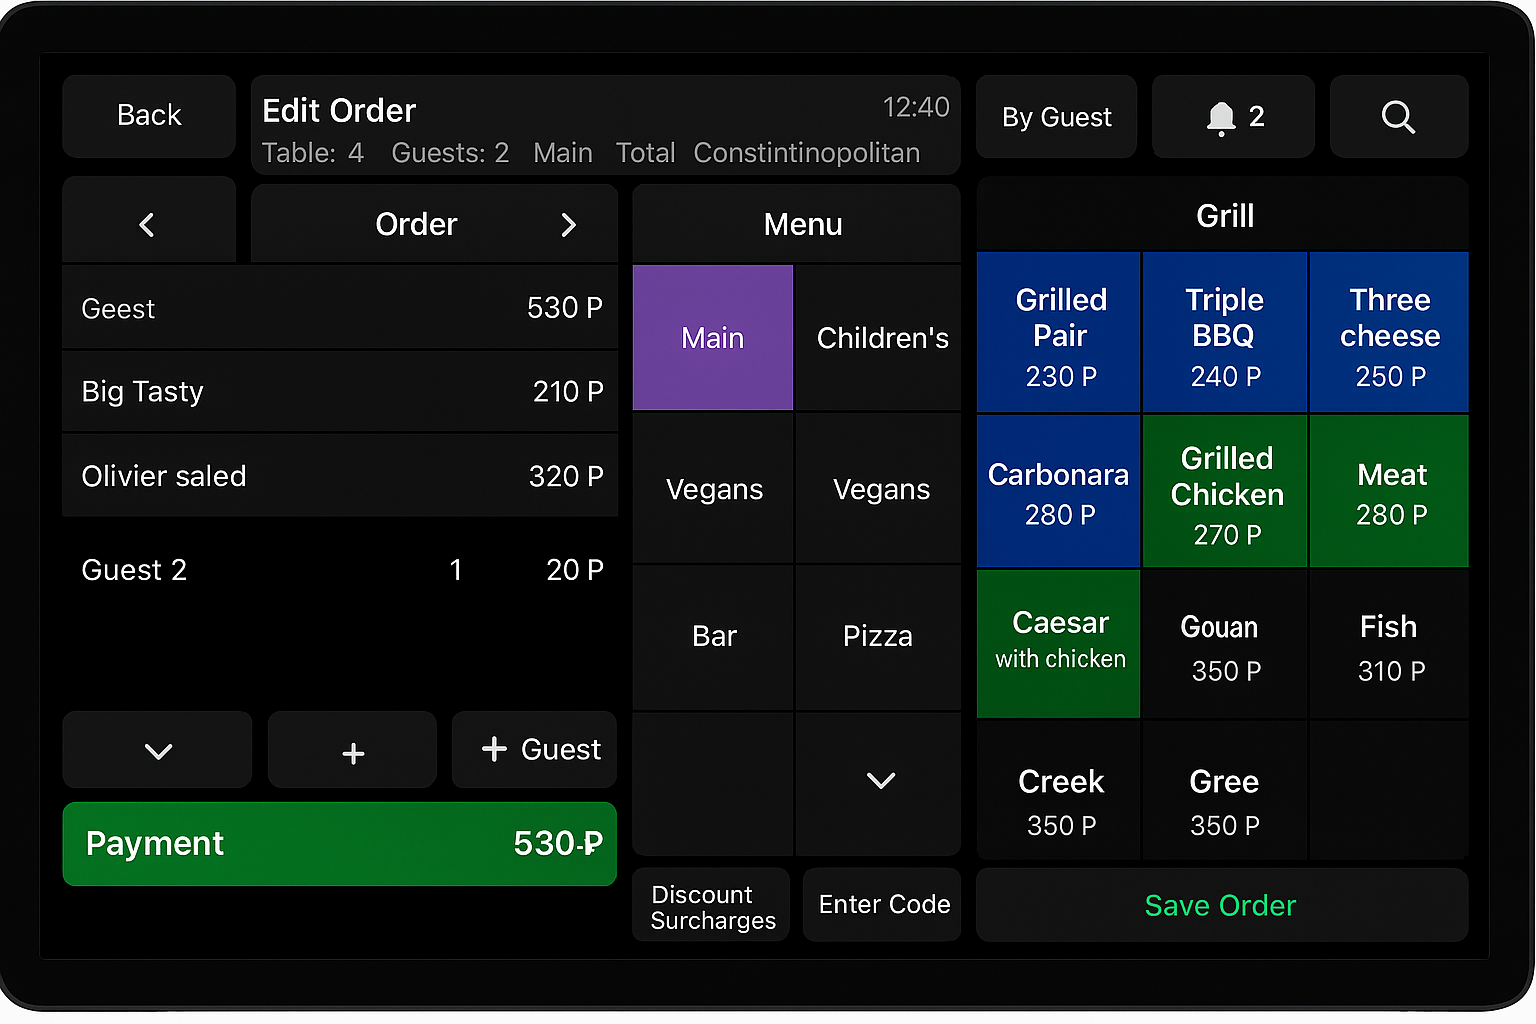 Back
Edit Order 12:40
Table: 4 Guests: 2 Main Total Constintinopolitan
By Guest
2
Order
Geest 530 P
Big Tasty 210 P
Olivier saled 320 P
Guest 2 1 20 P
+
+ Guest
Payment 530-₽
Menu
Main
Children's
Vegans
Vegans
Bar
Pizza
Discount
Surcharges
Enter Code
Grill
Grilled
Pair
230 P
Triple
BBQ
240 P
Three
cheese
250 P
Carbonara
280 P
Grilled
Chicken
270 P
Meat
280 P
Caesar
with chicken
Gouan
350 P
Fish
310 P
Creek
350 P
Gree
350 P
Save Order